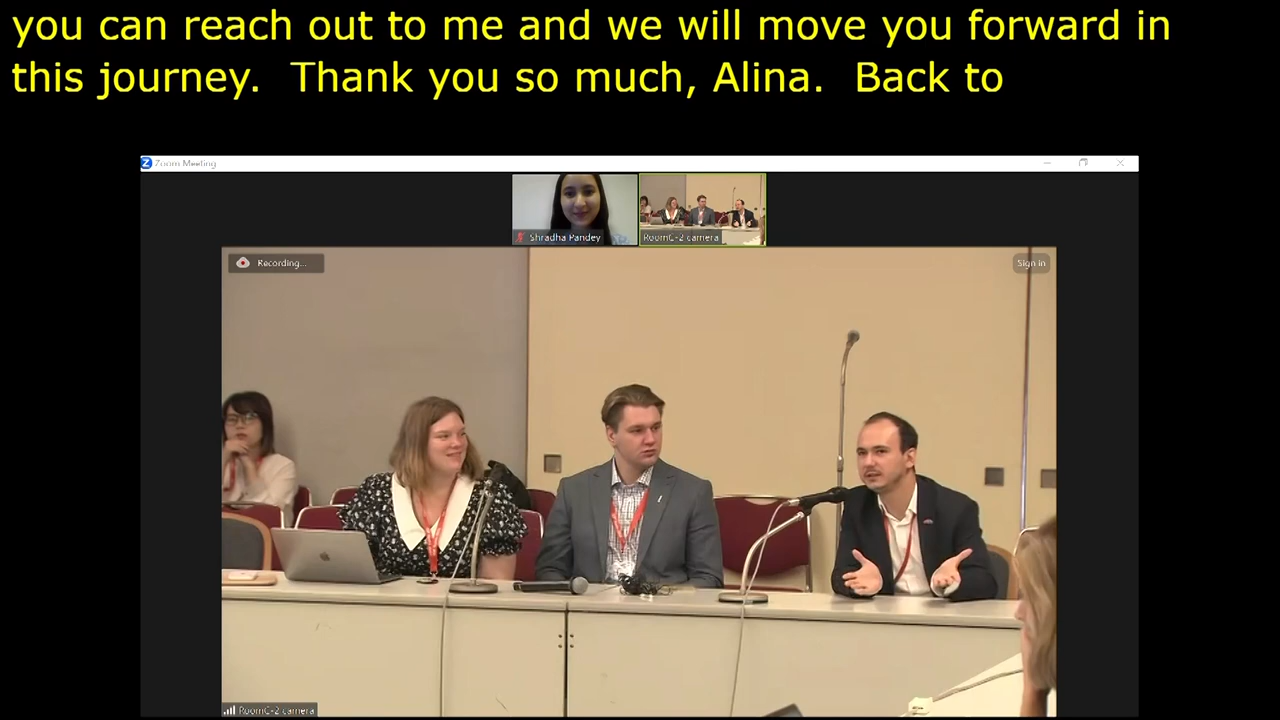 you can reach out to me and we will move you forward in
this journey.  Thank you so much, Alina.  Back to
Zoom Meeting
Shradha Pandey
RoomC-2 camera
Recording...
Sign in
RoomC-2 camera